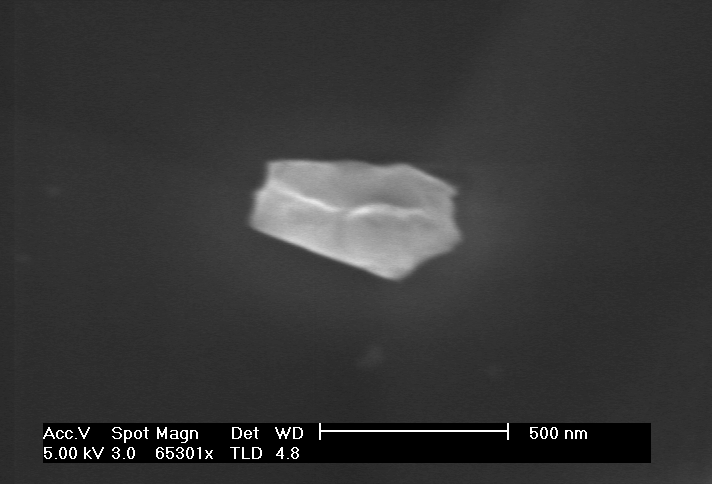 Acc.V Spot Magn Det WD 500 nm
5.00 kV 3.0 65301x TLD 4.8